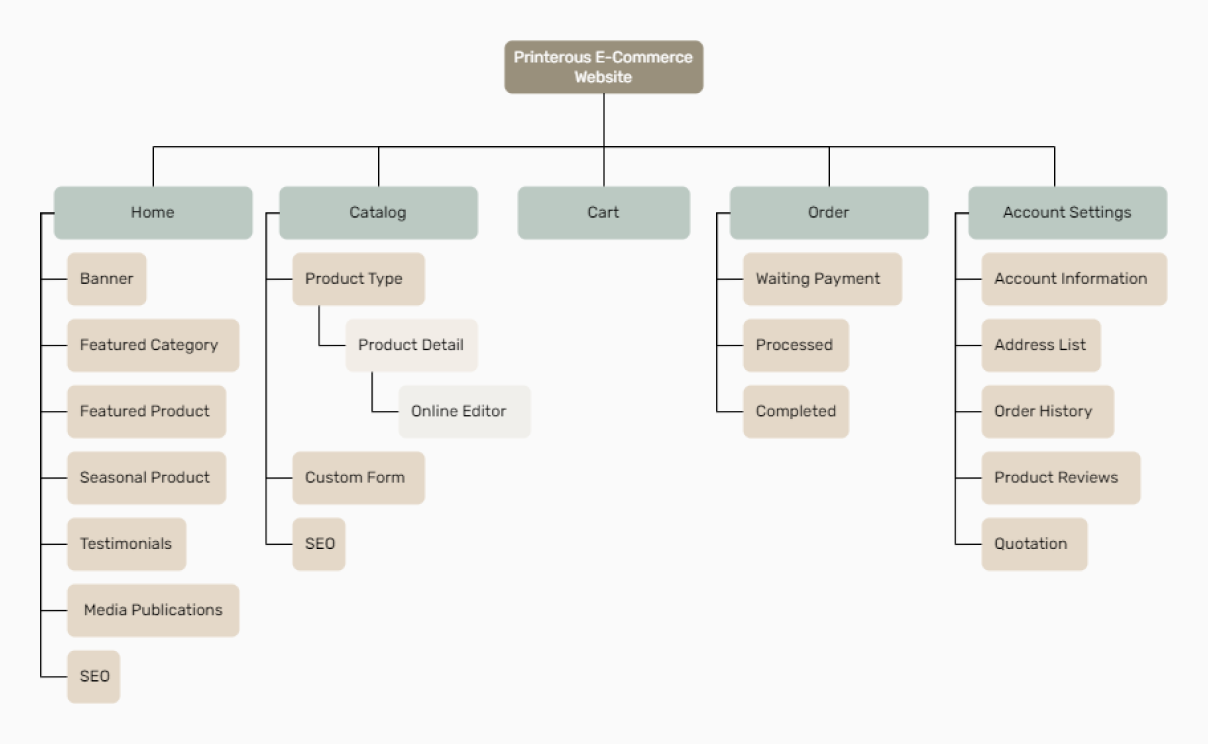 Printerous E-Commerce
Website
Home
Catalog
Cart
Order
Account Settings
Banner
Product Type
Waiting Payment
Account Information
Featured Category
Product Detail
Processed
Address List
Featured Product
Online Editor
Completed
Order History
Seasonal Product
Custom Form
Product Reviews
Testimonials
SEO
Quotation
Media Publications
SEO